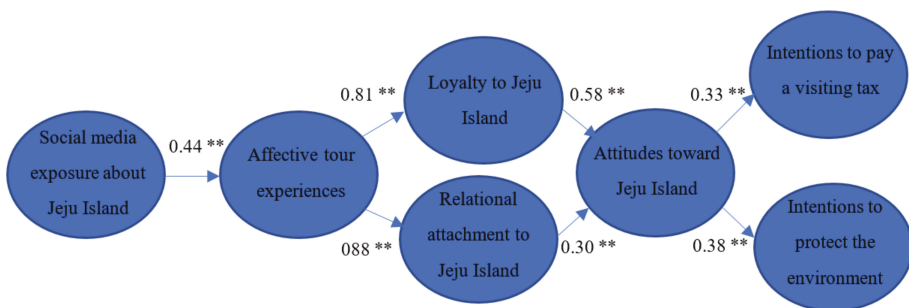 Social media
exposure about
Jeju Island
0.44 **
Affective tour
experiences
0.81 **
Loyalty to Jeju
Island
0.58 **
088 **
Relational
attachment to
Jeju Island
0.30 **
Attitudes toward
Jeju Island
0.33 **
Intentions to pay
a visiting tax
0.38 **
Intentions to
protect the
environment